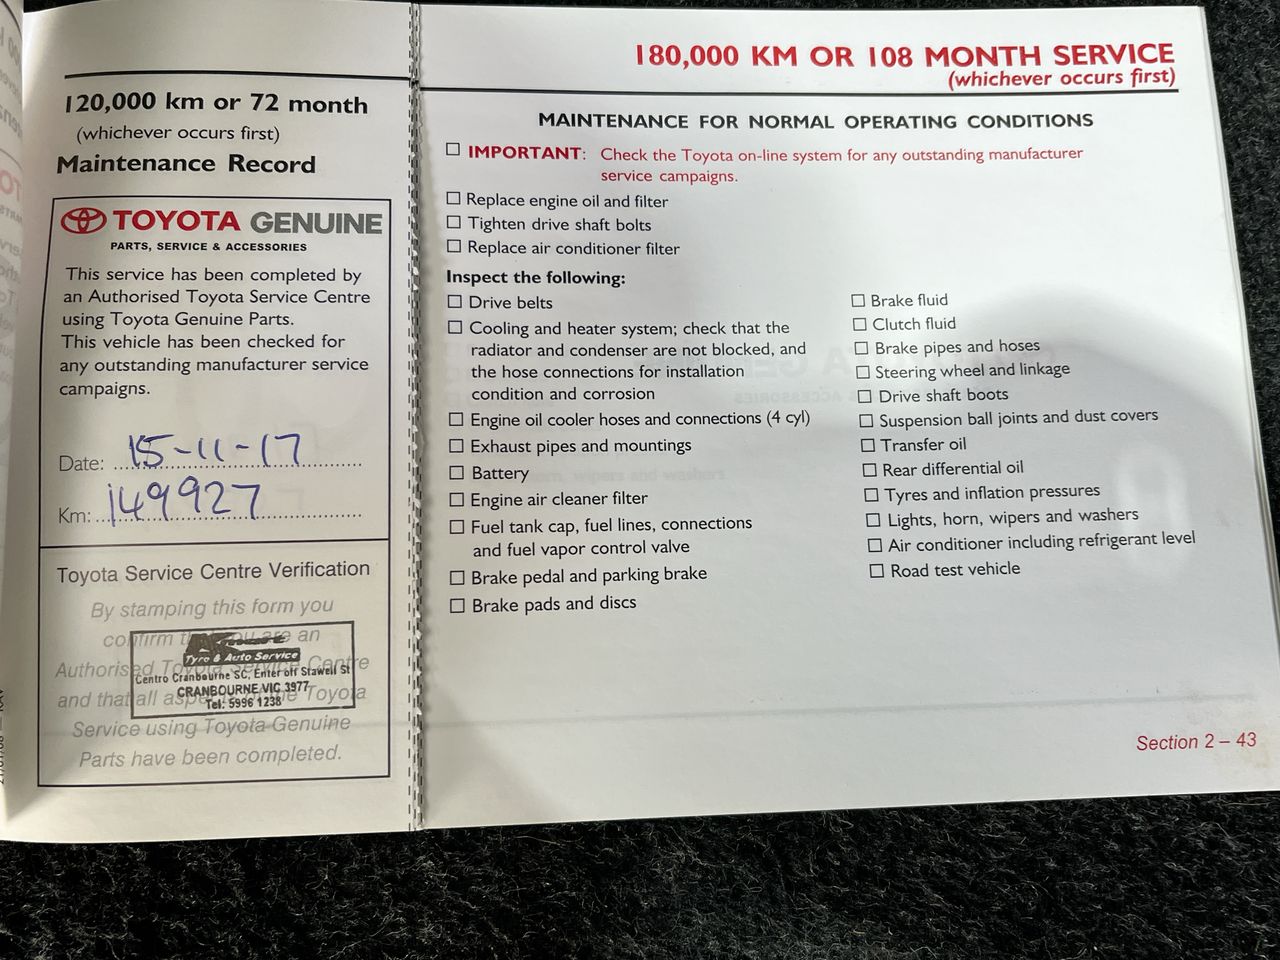 120,000 km or 72 month
(whichever occurs first)
Maintenance Record
TOYOTA GENUINE
PARTS, SERVICE & ACCESSORIES
This service has been completed by
an Authorised Toyota Service Centre
using Toyota Genuine Parts.
This vehicle has been checked for
any outstanding manufacturer service
campaigns.
Date: 15-11-17
Km: 149927
Toyota Service Centre Verification
By stamping this form you
confirm that you are an
Authorised Toyota Service Centre
and that all aspects of the Toyota
Service using Toyota Genuine
Parts have been completed.
Tyre & Auto Service
Centro Cranbourne SC, Enter off Stawell St
CRANBOURNE VIC 3977
Tel: 5996 1238
180,000 KM OR 108 MONTH SERVICE
(whichever occurs first)
MAINTENANCE FOR NORMAL OPERATING CONDITIONS
IMPORTANT: Check the Toyota on-line system for any outstanding manufacturer
service campaigns.
Replace engine oil and filter
Tighten drive shaft bolts
Replace air conditioner filter
Inspect the following:
Drive belts
Cooling and heater system; check that the
radiator and condenser are not blocked, and
the hose connections for installation
condition and corrosion
Engine oil cooler hoses and connections (4 cyl)
Exhaust pipes and mountings
Battery
Engine air cleaner filter
Fuel tank cap, fuel lines, connections
and fuel vapor control valve
Brake pedal and parking brake
Brake pads and discs
Brake fluid
Clutch fluid
Brake pipes and hoses
Steering wheel and linkage
Drive shaft boots
Suspension ball joints and dust covers
Transfer oil
Rear differential oil
Tyres and inflation pressures
Lights, horn, wipers and washers
Air conditioner including refrigerant level
Road test vehicle
Section 2 – 43